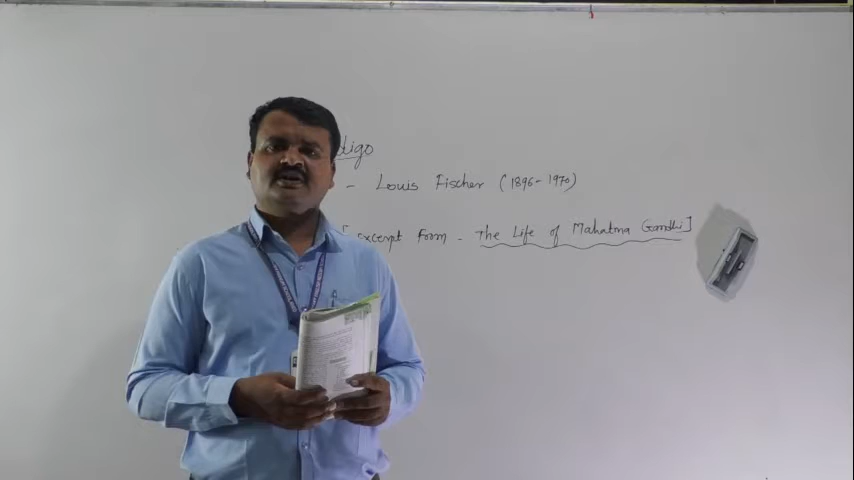 digo
- Louis Fischer (1896-1970)
[Excerpt Form - The Life of Mahatma Gandhi]